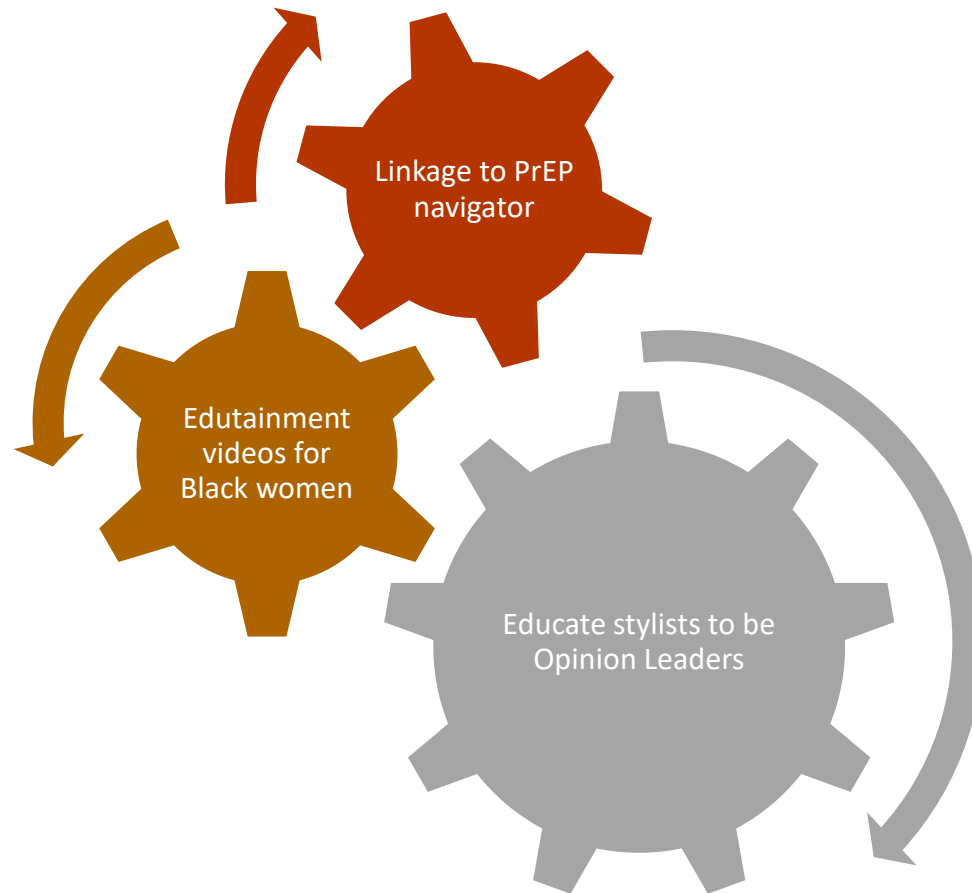 Linkage to PrEP
navigator
Edutainment
videos for
Black women
Educate stylists to be
Opinion Leaders